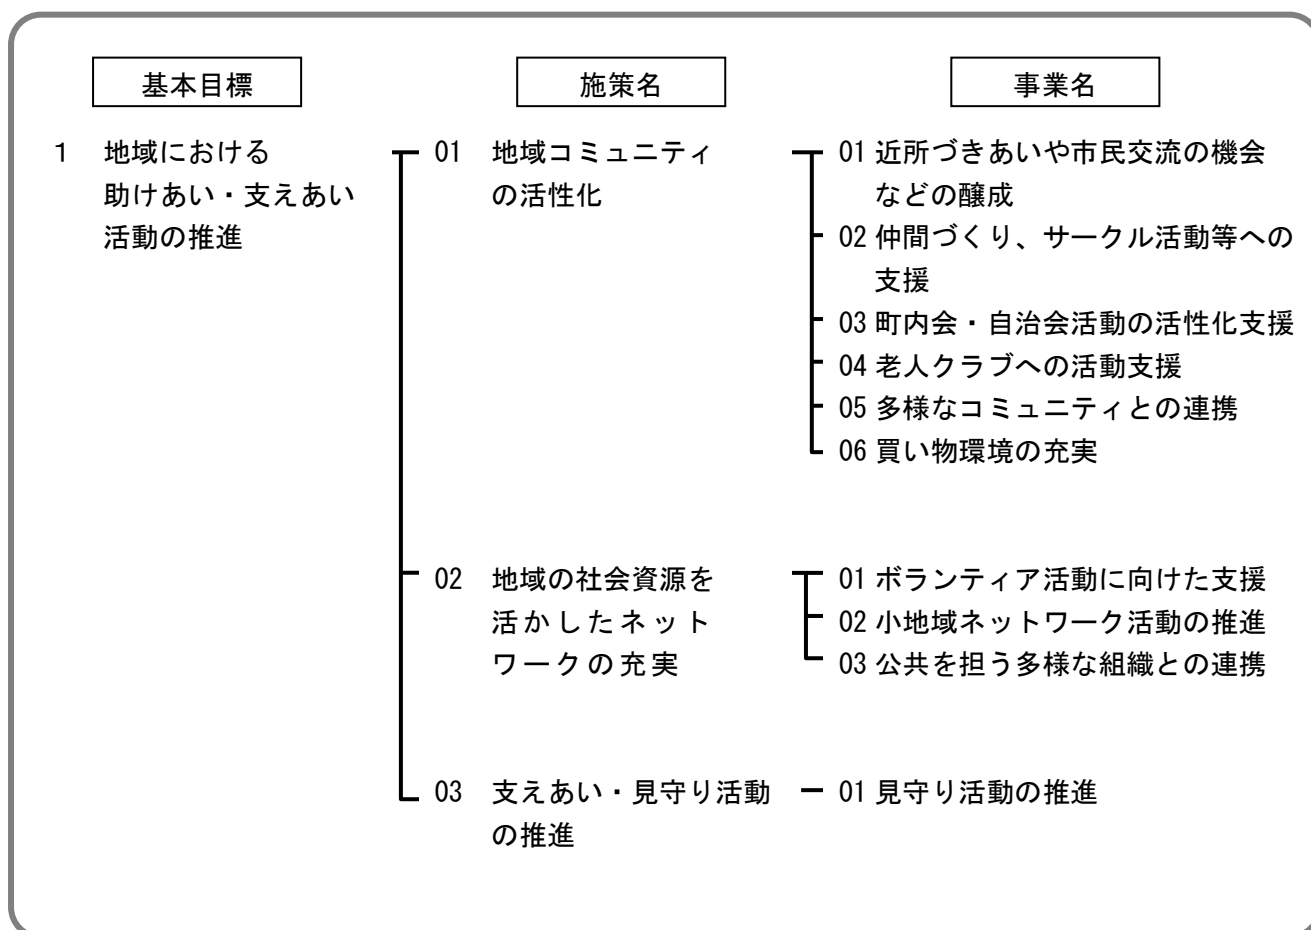 基本目標
施策名
事業名
1 地域における
助けあい・支えあい
活動の推進
01 地域コミュニティ
の活性化
01 近所づきあいや市民交流の機会
などの醸成
02 仲間づくり、サークル活動等への
支援
03 町内会・自治会活動の活性化支援
04 老人クラブへの活動支援
05 多様なコミュニティとの連携
06 買い物環境の充実
02 地域の社会資源を
活かしたネット
ワークの充実
01 ボランティア活動に向けた支援
02 小地域ネットワーク活動の推進
03 公共を担う多様な組織との連携
03 支えあい・見守り活動
の推進
01 見守り活動の推進